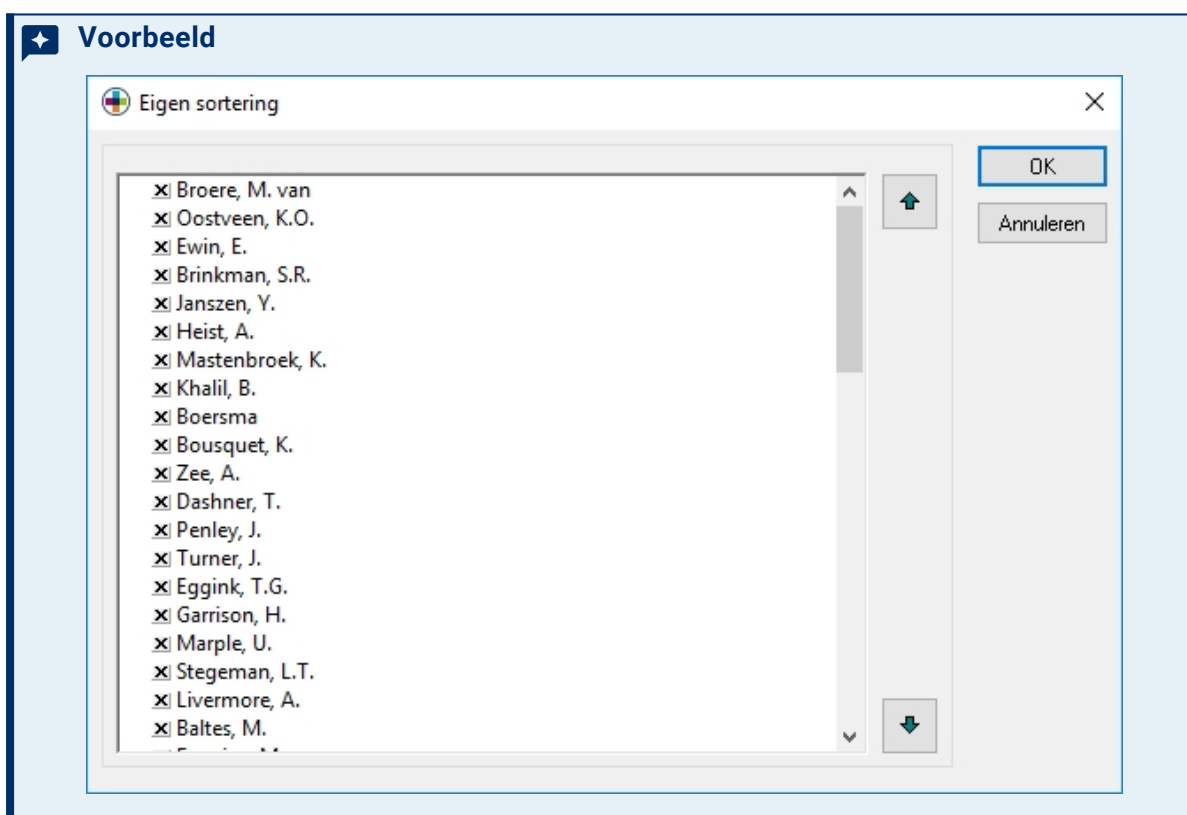 Voorbeeld
Eigen sortering
OK
Annuleren
Broere, M. van
Oostveen, K.O.
Ewin, E.
Brinkman, S.R.
Janszen, Y.
Heist, A.
Mastenbroek, K.
Khalil, B.
Boersma
Bousquet, K.
Zee, A.
Dashner, T.
Penley, J.
Turner, J.
Eggink, T.G.
Garrison, H.
Marple, U.
Stegeman, L.T.
Livermore, A.
Baltes, M.